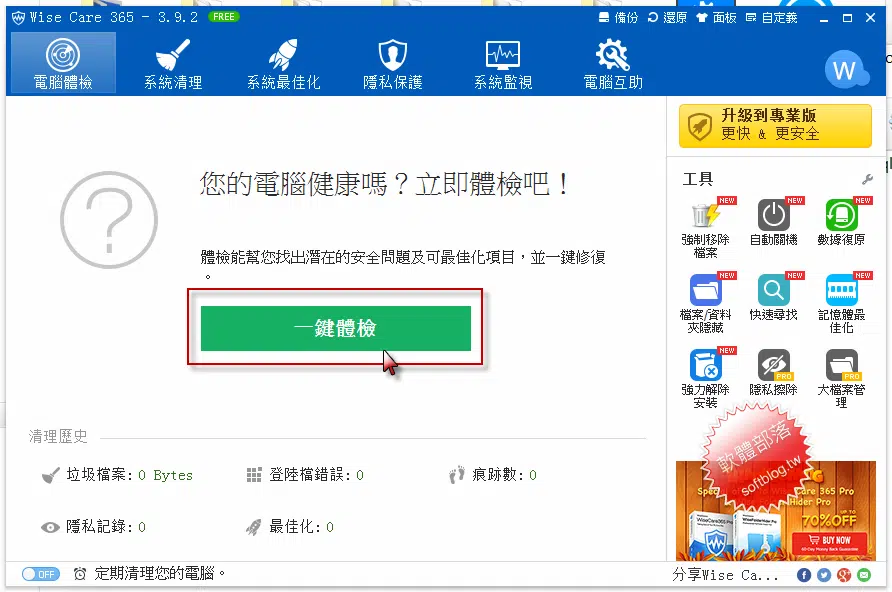 Wise Care 365 - 3.9.2 FREE 備份 還原 面板 自定義
電腦體檢 系統清理 系統最佳化 隱私保護 系統監視 電腦互助
W
升級到專業版
更快 & 更安全
您的電腦健康嗎？立即體檢吧！
體檢能幫您找出潛在的安全問題及可最佳化項目，並一鍵修復
。
一鍵體檢
工具
NEW NEW NEW
強制移除
檔案
自動關機
數據復原
NEW NEW NEW
檔案/資料
夾隱藏
快速尋找
記憶體最
佳化
NEW
強力解除
安裝
PRO
隱私擦除
PRO
大檔案管
理
清理歷史
垃圾檔案: 0 Bytes 登陸檔錯誤: 0 痕跡數: 0
隱私記錄: 0 最佳化: 0
軟體部落
softblog.tw
Care 365 Pro
Hider Pro
UP TO
70%OFF
BUY NOW
60-Day Money Back Guarantee
OFF 定期清理您的電腦。
分享Wise Ca...